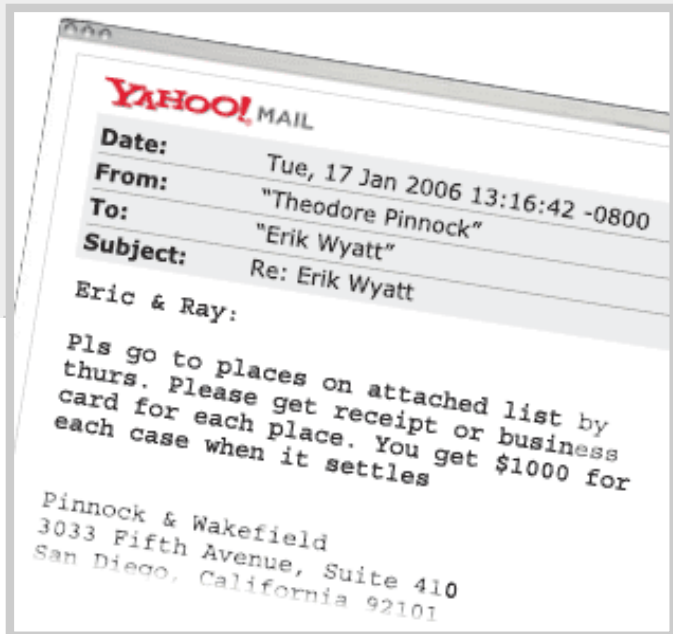 YAHOO! MAIL
Date: Tue, 17 Jan 2006 13:16:42 -0800
From: "Theodore Pinnock"
To: "Erik Wyatt"
Subject: Re: Erik Wyatt
Eric & Ray:
Pls go to places on attached list by
thurs. Please get receipt or business
card for each place. You get $1000 for
each case when it settles
Pinnock & Wakefield
3033 Fifth Avenue, Suite 410
San Diego, California 92101